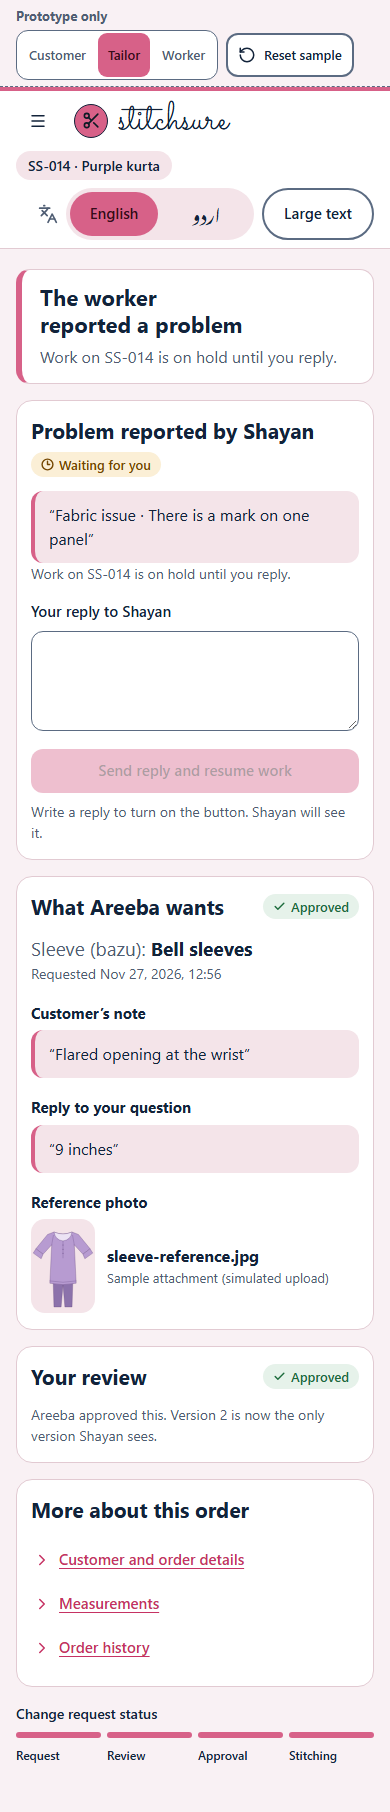 Prototype only
Customer Tailor Worker Reset sample
stitchsure
SS-014 · Purple kurta
English اردو Large text
The worker
reported a problem
Work on SS-014 is on hold until you reply.
Problem reported by Shayan
Waiting for you
“Fabric issue · There is a mark on one
panel”
Work on SS-014 is on hold until you reply.
Your reply to Shayan
Send reply and resume work
Write a reply to turn on the button. Shayan will see
it.
What Areeba wants Approved
Sleeve (bazu): Bell sleeves
Requested Nov 27, 2026, 12:56
Customer’s note
“Flared opening at the wrist”
Reply to your question
“9 inches”
Reference photo
sleeve-reference.jpg
Sample attachment (simulated upload)
Your review Approved
Areeba approved this. Version 2 is now the only
version Shayan sees.
More about this order
Customer and order details
Measurements
Order history
Change request status
Request Review Approval Stitching